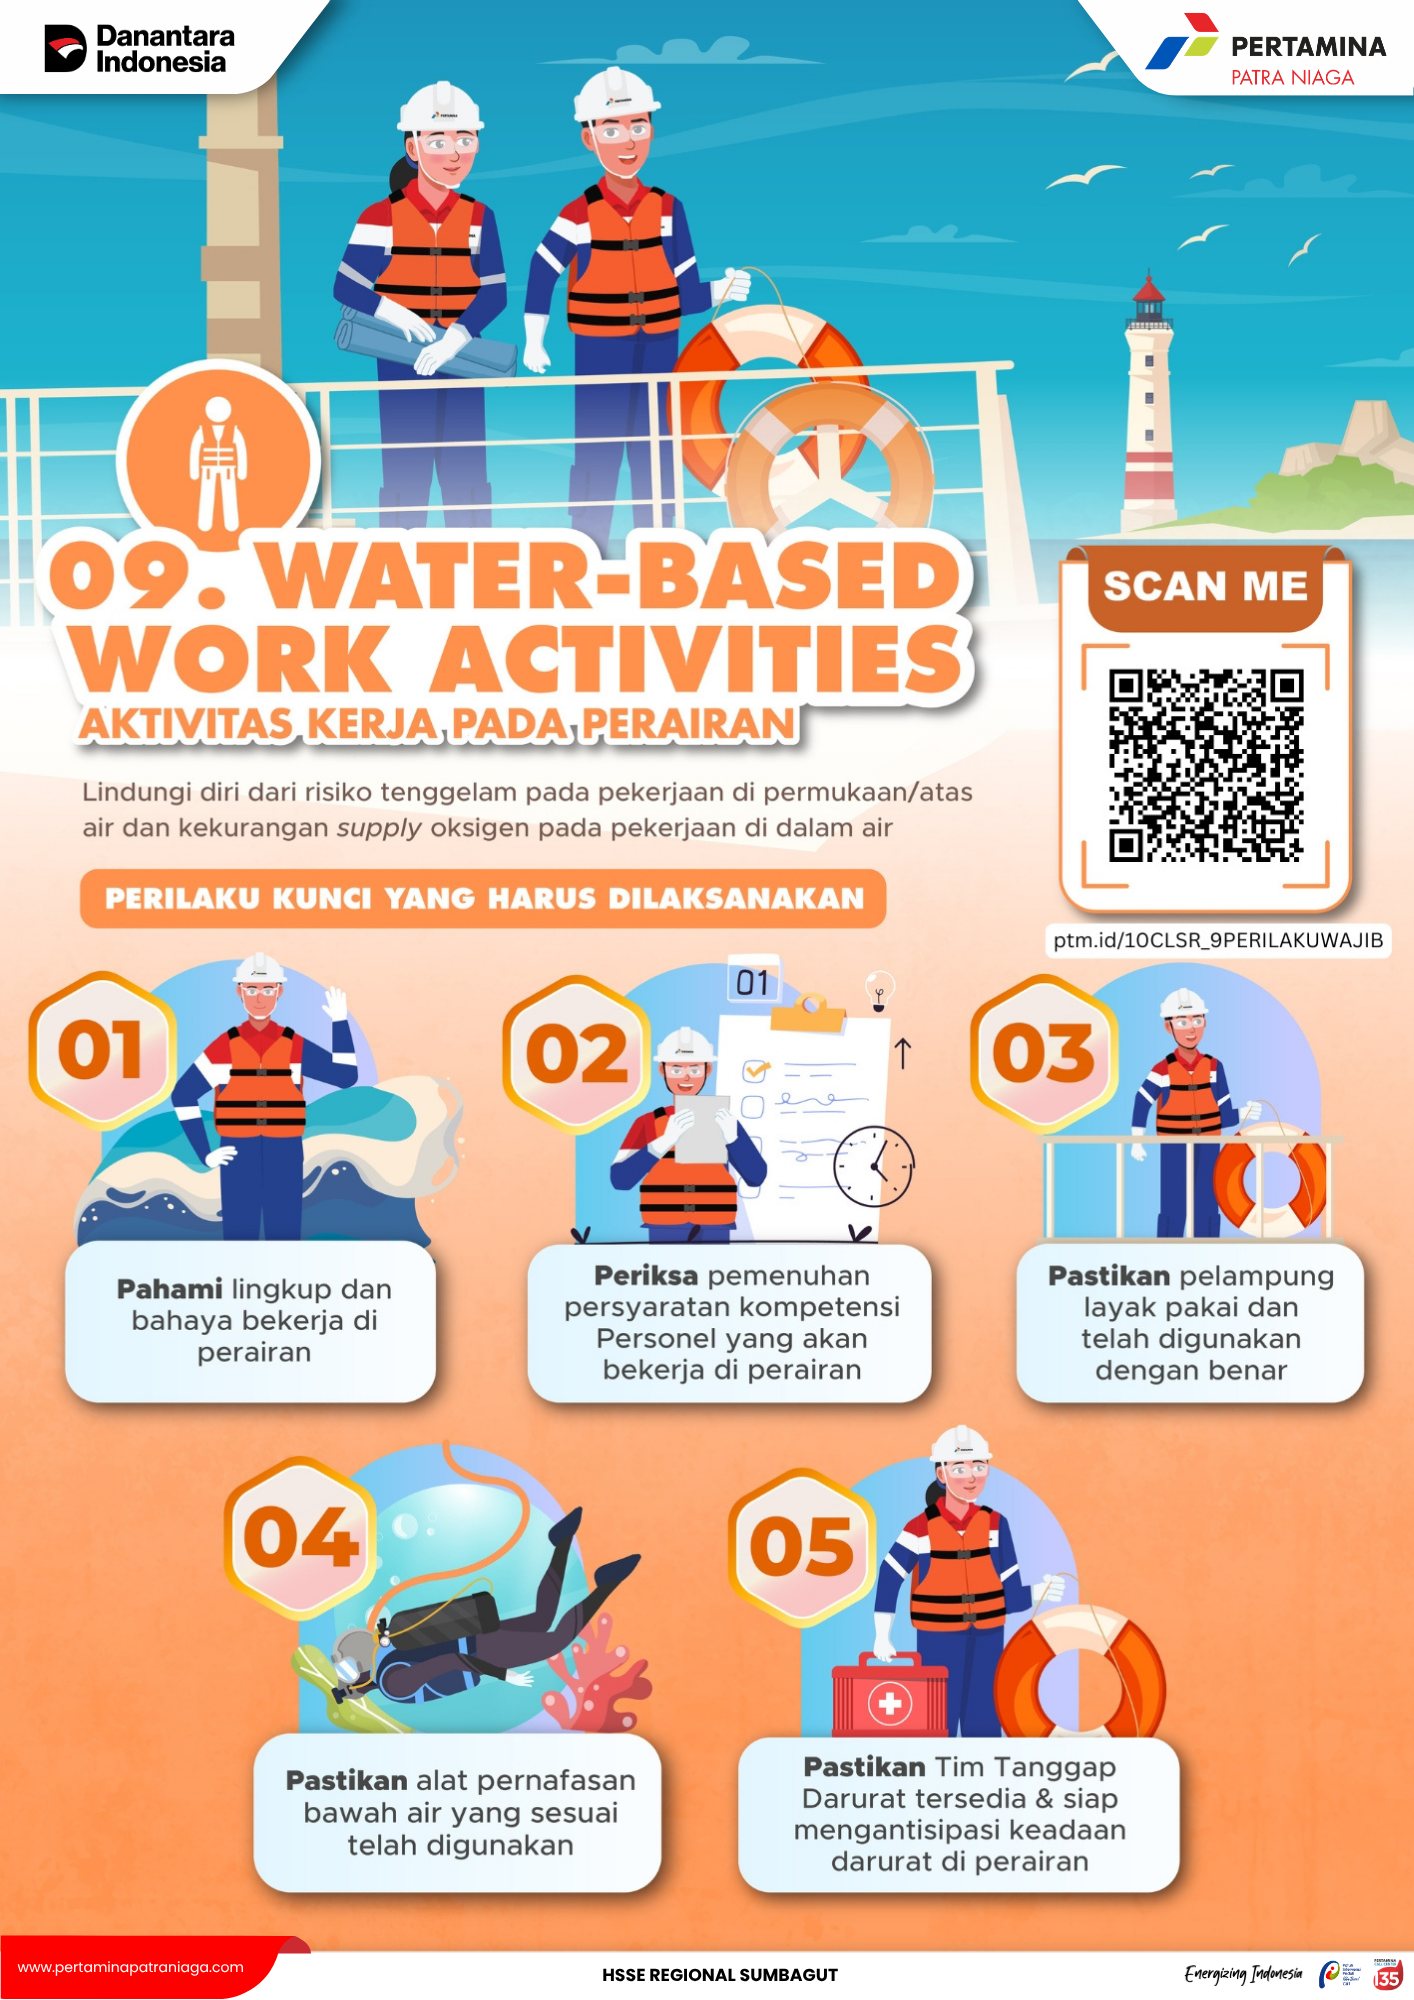 Danantara
Indonesia
PERTAMINA
PATRA NIAGA
09. WATER-BASED
WORK ACTIVITIES
AKTIVITAS KERJA PADA PERAIRAN
SCAN ME
ptm.id/10CLSR_9PERILAKUWAJIB
Lindungi diri dari risiko tenggelam pada pekerjaan di permukaan/atas
air dan kekurangan supply oksigen pada pekerjaan di dalam air
PERILAKU KUNCI YANG HARUS DILAKSANAKAN
01
Pahami lingkup dan
bahaya bekerja di
perairan
02
01
Periksa pemenuhan
persyaratan kompetensi
Personel yang akan
bekerja di perairan
03
Pastikan pelampung
layak pakai dan
telah digunakan
dengan benar
04
Pastikan alat pernafasan
bawah air yang sesuai
telah digunakan
05
Pastikan Tim Tanggap
Darurat tersedia & siap
mengantisipasi keadaan
darurat di perairan
www.pertaminapatraniaga.com
HSSE REGIONAL SUMBAGUT
Energizing Indonesia
135